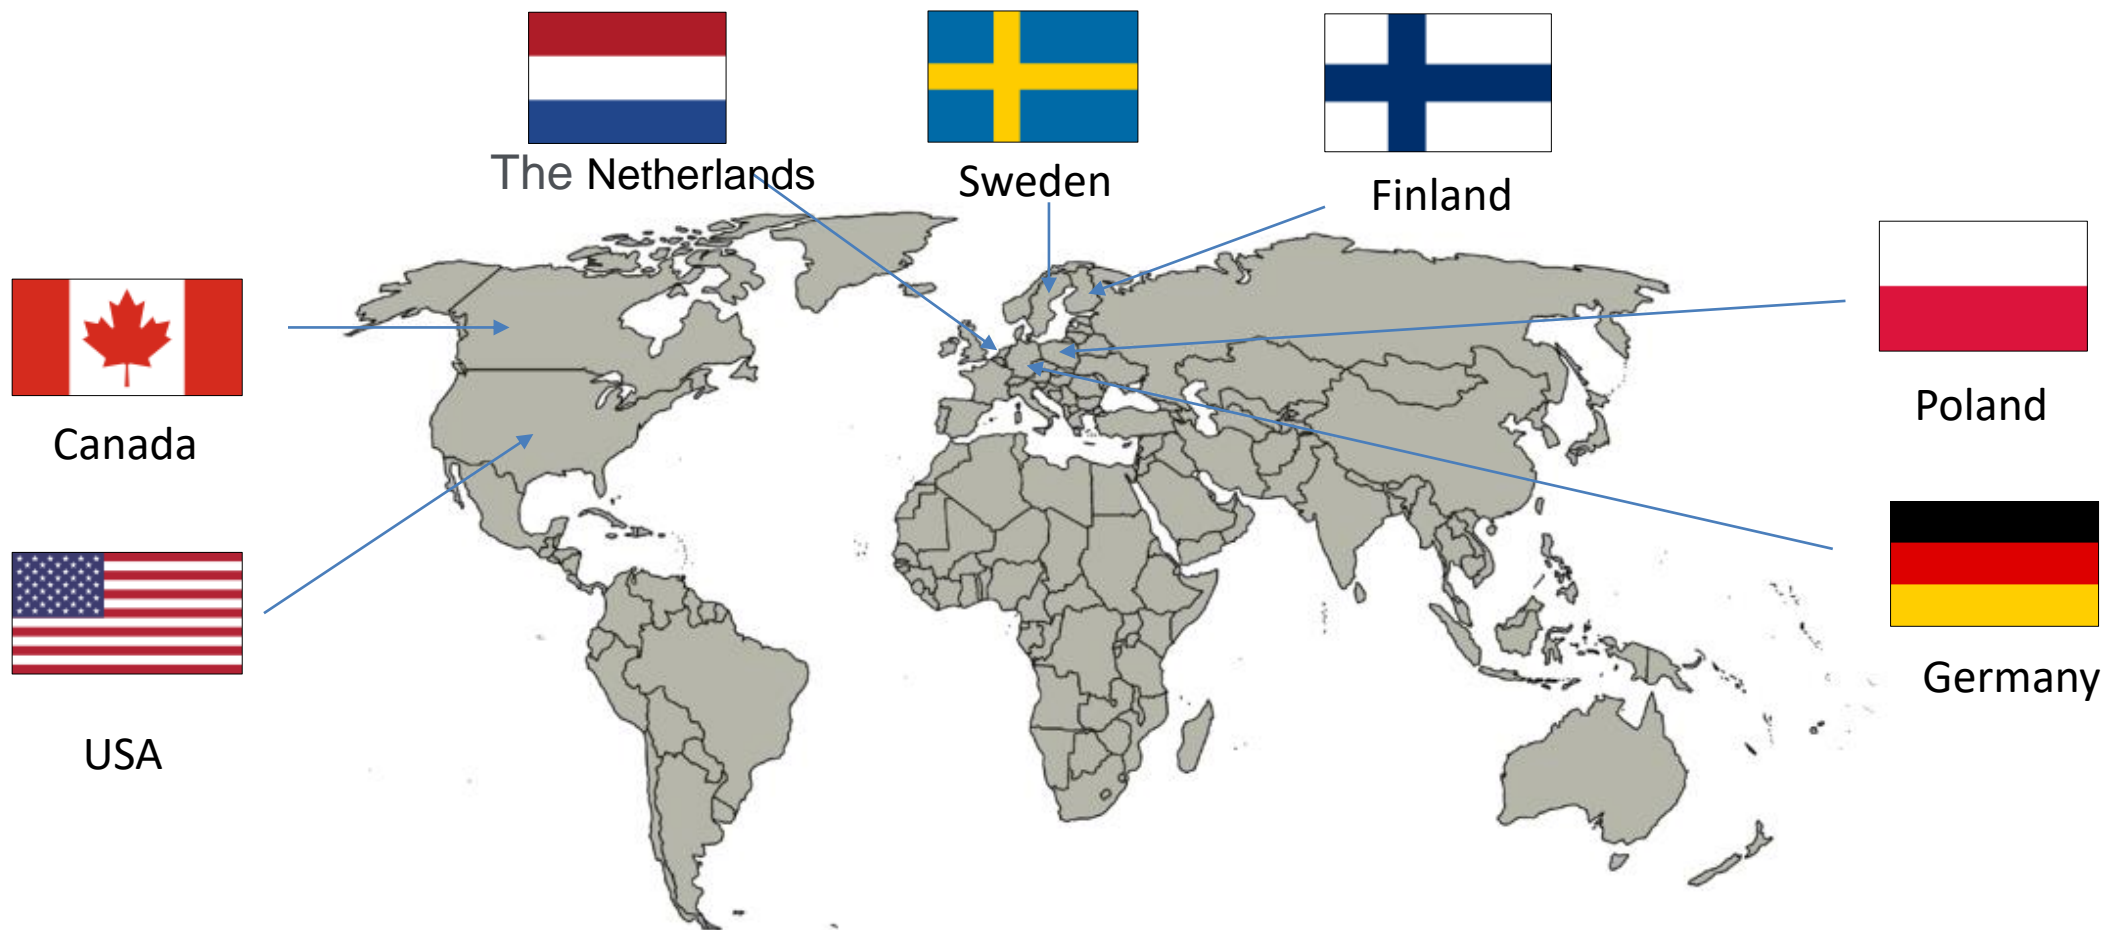 The Netherlands
Sweden
Finland
Canada
Poland
USA
Germany